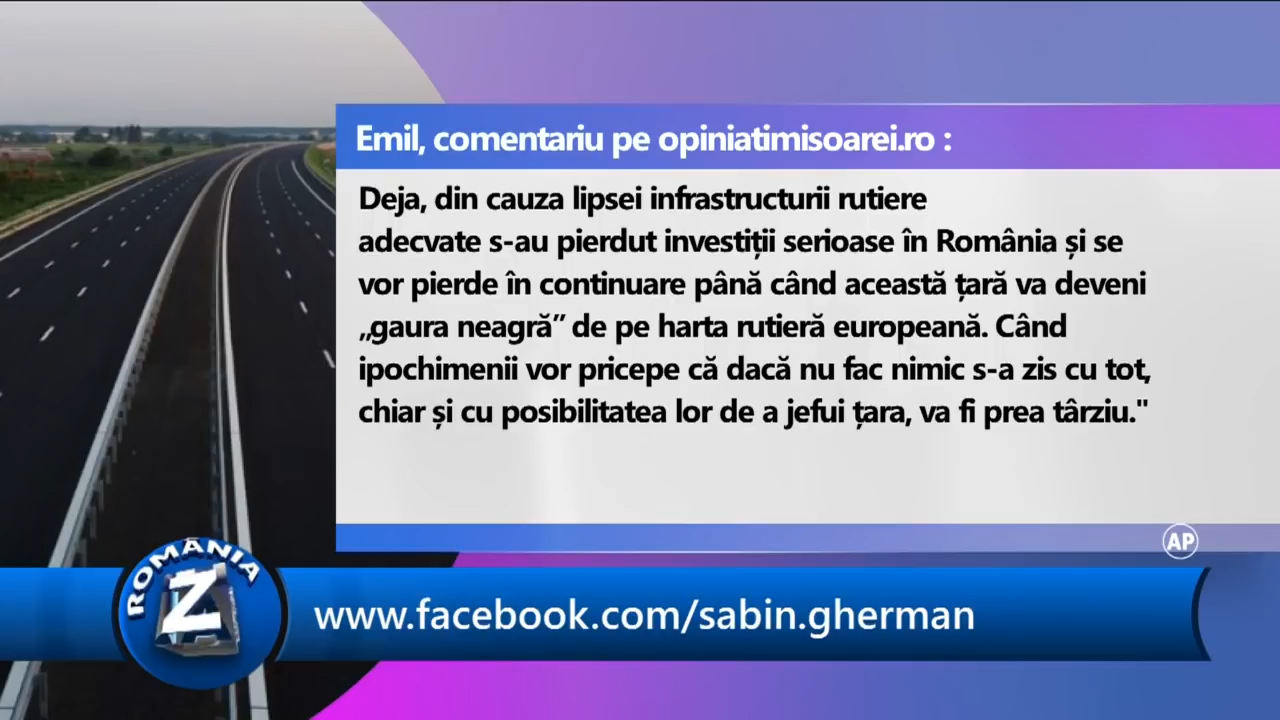 Emil, comentariu pe opiniatimisoarei.ro :
Deja, din cauza lipsei infrastructurii rutiere
adecvate s-au pierdut investiții serioase în România și se
vor pierde în continuare până când această țară va deveni
„gaura neagră” de pe harta rutieră europeană. Când
ipochimenii vor pricepe că dacă nu fac nimic s-a zis cu tot,
chiar și cu posibilitatea lor de a jefui țara, va fi prea târziu."
AP
ROMÂNIA
Z
www.facebook.com/sabin.gherman